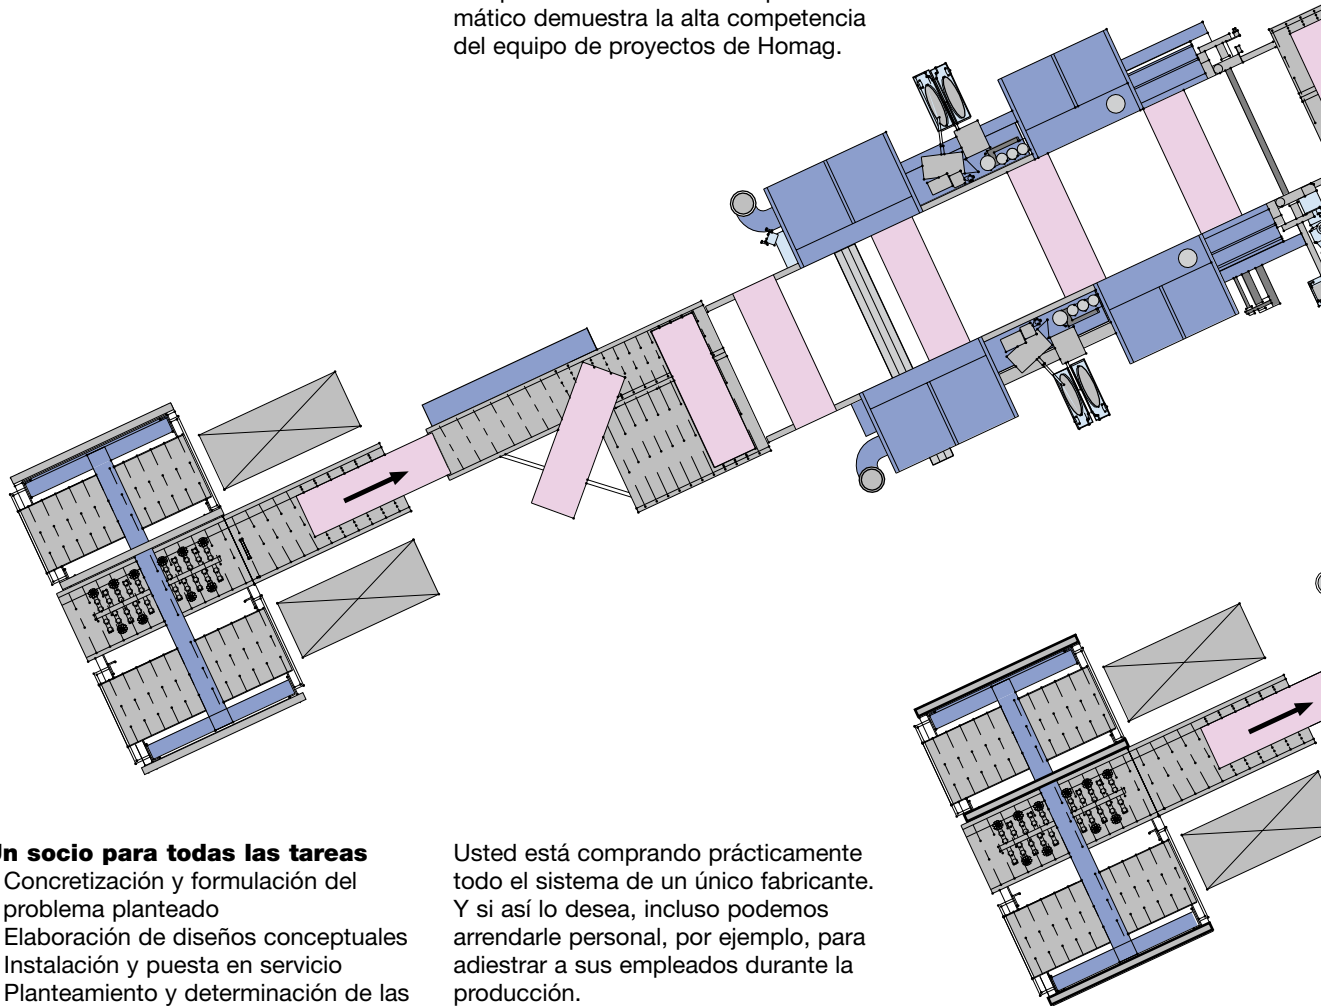 mático demuestra la alta competencia
del equipo de proyectos de Homag.
Un socio para todas las tareas
Concretización y formulación del
problema planteado
Elaboración de diseños conceptuales
Instalación y puesta en servicio
Planteamiento y determinación de las
Usted está comprando prácticamente
todo el sistema de un único fabricante.
Y si así lo desea, incluso podemos
arrendarle personal, por ejemplo, para
adiestrar a sus empleados durante la
producción.